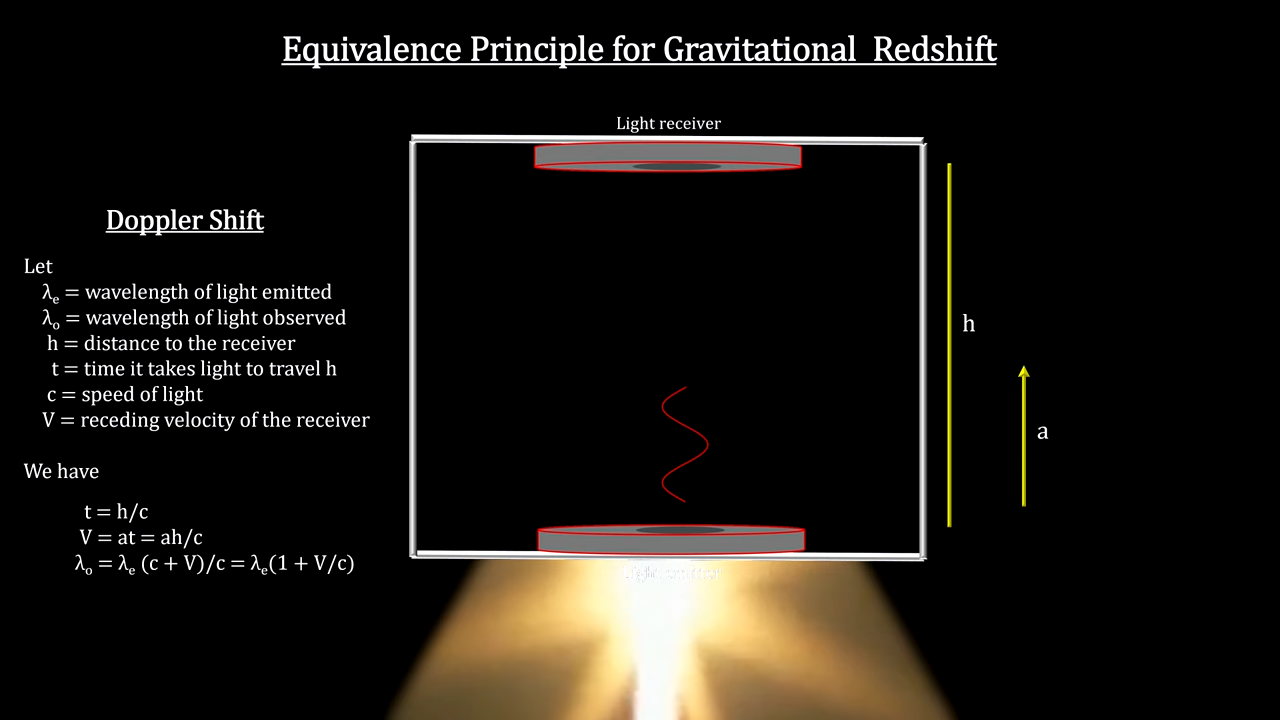 Equivalence Principle for Gravitational Redshift
Light receiver
Doppler Shift
Let
λₑ = wavelength of light emitted
λₒ = wavelength of light observed
h = distance to the receiver
t = time it takes light to travel h
c = speed of light
V = receding velocity of the receiver
We have
t = h/c
V = at = ah/c
λₒ = λₑ (c + V)/c = λₑ(1 + V/c)
h
a